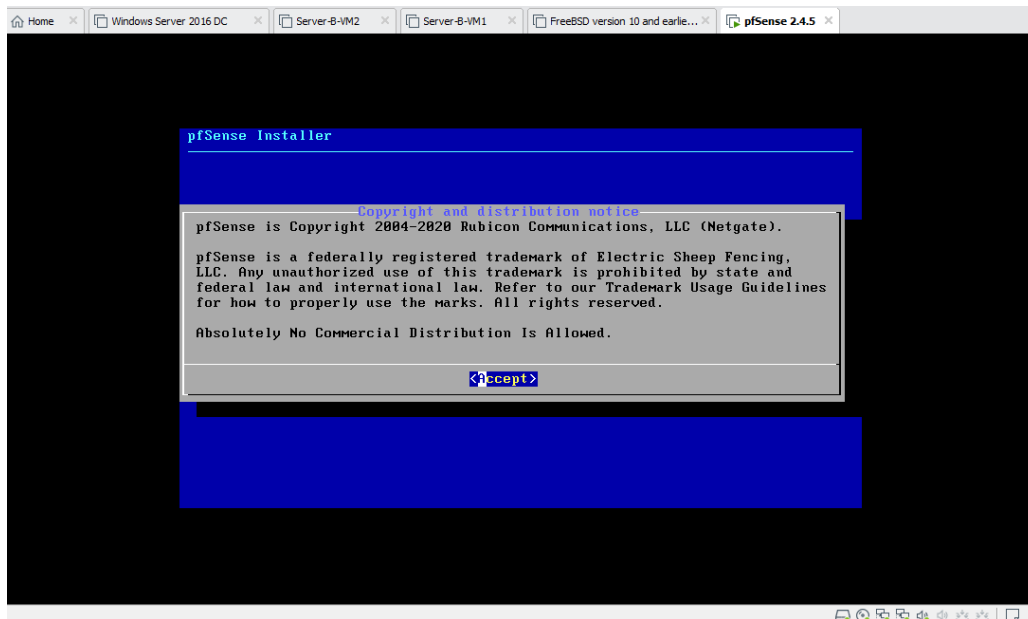 Home
Windows Server 2016 DC
Server-B-VM2
Server-B-VM1
FreeBSD version 10 and earlie...
pfSense 2.4.5
pfSense Installer
Copyright and distribution notice
pfSense is Copyright 2004-2020 Rubicon Communications, LLC (Netgate).
pfSense is a federally registered trademark of Electric Sheep Fencing,
LLC. Any unauthorized use of this trademark is prohibited by state and
federal law and international law. Refer to our Trademark Usage Guidelines
for how to properly use the marks. All rights reserved.
Absolutely No Commercial Distribution Is Allowed.
<Accept>